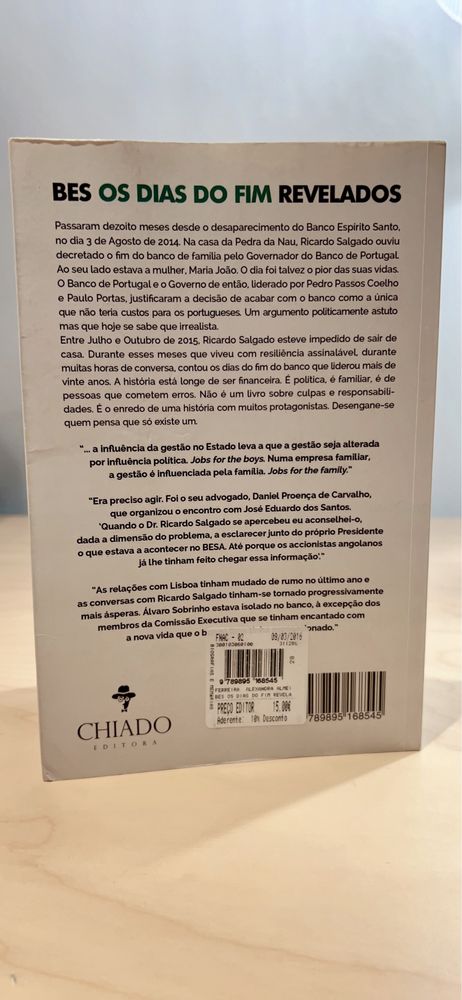 BES OS DIAS DO FIM REVELADOS
Passaram dezoito meses desde o desaparecimento do Banco Espírito Santo,
no dia 3 de Agosto de 2014. Na casa da Pedra da Nau, Ricardo Salgado ouviu
decretado o fim do banco de família pelo Governador do Banco de Portugal.
Ao seu lado estava a mulher, Maria João. O dia foi talvez o pior das suas vidas.
O Banco de Portugal e o Governo de então, liderado por Pedro Passos Coelho
e Paulo Portas, justificaram a decisão de acabar com o banco como a única
que não teria custos para os portugueses. Um argumento politicamente astuto
mas que hoje se sabe que irrealista.
Entre Julho e Outubro de 2015, Ricardo Salgado esteve impedido de sair de
casa. Durante esses meses que viveu com resiliência assinalável, durante
muitas horas de conversa, contou os dias do fim do banco que liderou mais de
vinte anos. A história está longe de ser financeira. É política, é familiar, é de
pessoas que cometem erros. Não é um livro sobre culpas e responsabili-
dades. É o enredo de uma história com muitos protagonistas. Desengane-se
quem pensa que só existe um.
"... a influência da gestão no Estado leva a que a gestão seja alterada
por influência política. Jobs for the boys. Numa empresa familiar,
a gestão é influenciada pela família. Jobs for the family."
"Era preciso agir. Foi o seu advogado, Daniel Proença de Carvalho,
que organizou o encontro com José Eduardo dos Santos.
'Quando o Dr. Ricardo Salgado se apercebeu eu aconselhei-o,
dada a dimensão do problema, a esclarecer junto do próprio Presidente
o que estava a acontecer no BESA. Até porque os accionistas angolanos
já lhe tinham feito chegar essa informação'."
"As relações com Lisboa tinham mudado de rumo no último ano e
as conversas com Ricardo Salgado tinham-se tornado progressivamente
mais ásperas. Álvaro Sobrinho estava isolado no banco, à excepção dos
membros da Comissão Executiva que se tinham encantado com
a nova vida que o b
onado."
FNAC - 02 09/03/2016
9 789895 168545
20
FERREIRA, ALEXANDRA ALMEI
BES OS DIAS DO FIM REVELA
PREÇO EDITOR 15.00€
Aderente: 10% Desconto
789895 168545
CHIADO
EDITORA